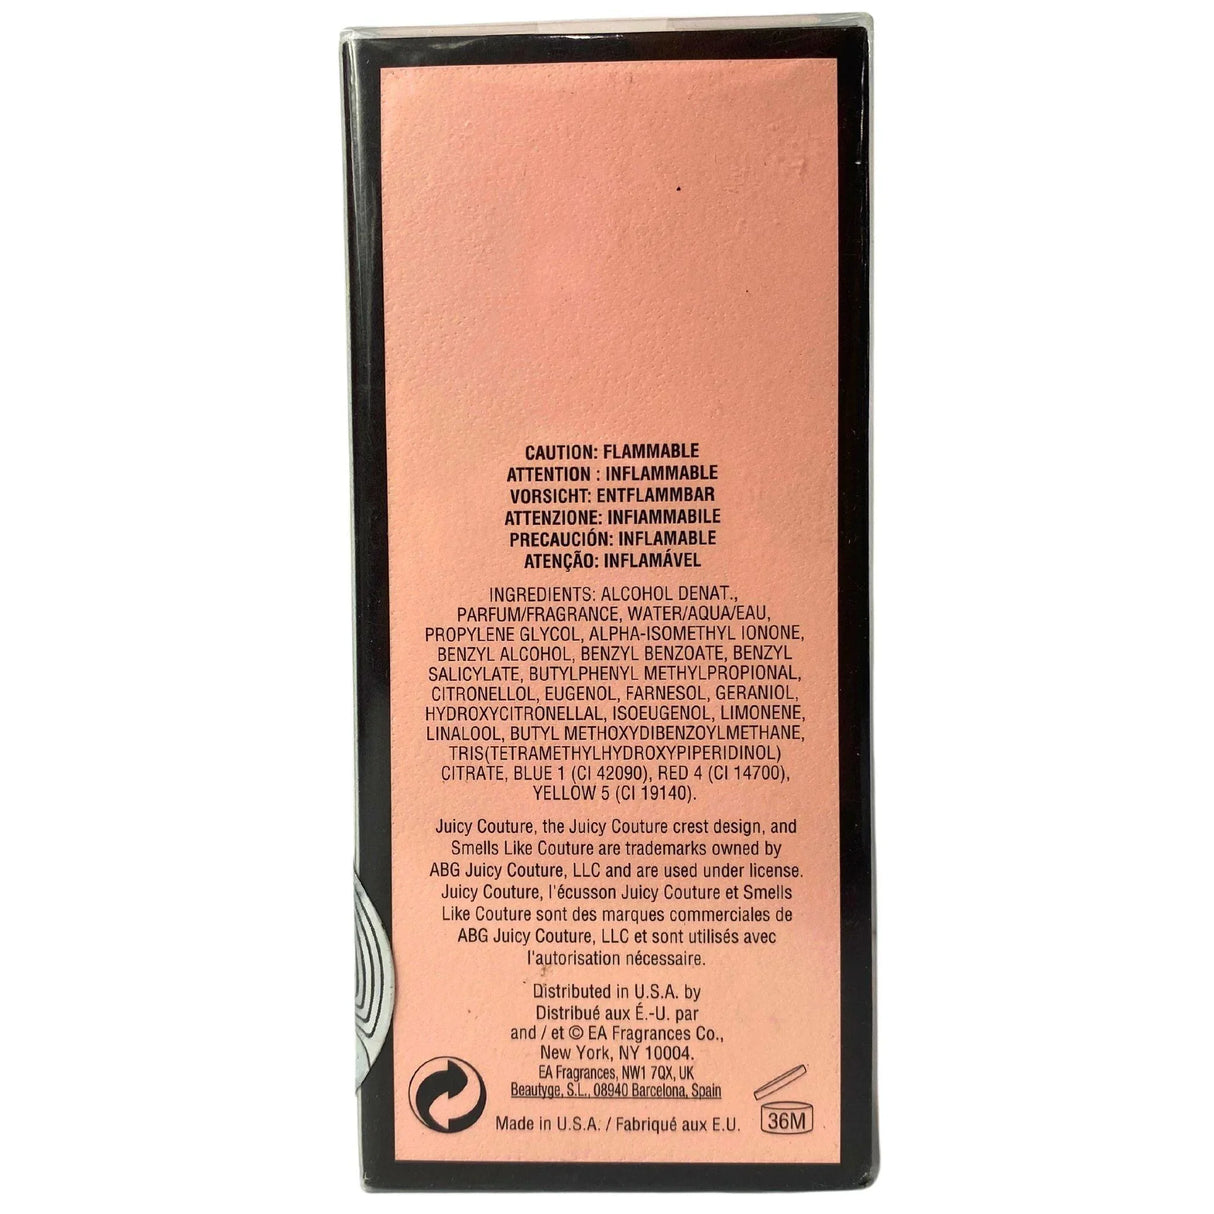 CAUTION: FLAMMABLE
ATTENTION : INFLAMMABLE
VORSICHT: ENTFLAMMBAR
ATTENZIONE: INFIAMMABILE
PRECAUCIÓN: INFLAMABLE
ATENÇÃO: INFLAMÁVEL
INGREDIENTS: ALCOHOL DENAT.,
PARFUM/FRAGRANCE, WATER/AQUA/EAU,
PROPYLENE GLYCOL, ALPHA-ISOMETHYL IONONE,
BENZYL ALCOHOL, BENZYL BENZOATE, BENZYL
SALICYLATE, BUTYLPHENYL METHYLPROPIONAL,
CITRONELLOL, EUGENOL, FARNESOL, GERANIOL,
HYDROXYCITRONELLAL, ISOEUGENOL, LIMONENE,
LINALOOL, BUTYL METHOXYDIBENZOYLMETHANE,
TRIS(TETRAMETHYLHYDROXYPIPERIDINOL)
CITRATE, BLUE 1 (CI 42090), RED 4 (CI 14700),
YELLOW 5 (CI 19140).
Juicy Couture, the Juicy Couture crest design, and
Smells Like Couture are trademarks owned by
ABG Juicy Couture, LLC and are used under license.
Juicy Couture, l'écusson Juicy Couture et Smells
Like Couture sont des marques commerciales de
ABG Juicy Couture, LLC et sont utilisés avec
l'autorisation nécessaire.
Distributed in U.S.A. by
Distribué aux É.-U. par
and / et © EA Fragrances Co.,
New York, NY 10004.
EA Fragrances, NW1 7QX, UK
Beautyge, S.L., 08940 Barcelona, Spain
Made in U.S.A. / Fabriqué aux E.U.
36M